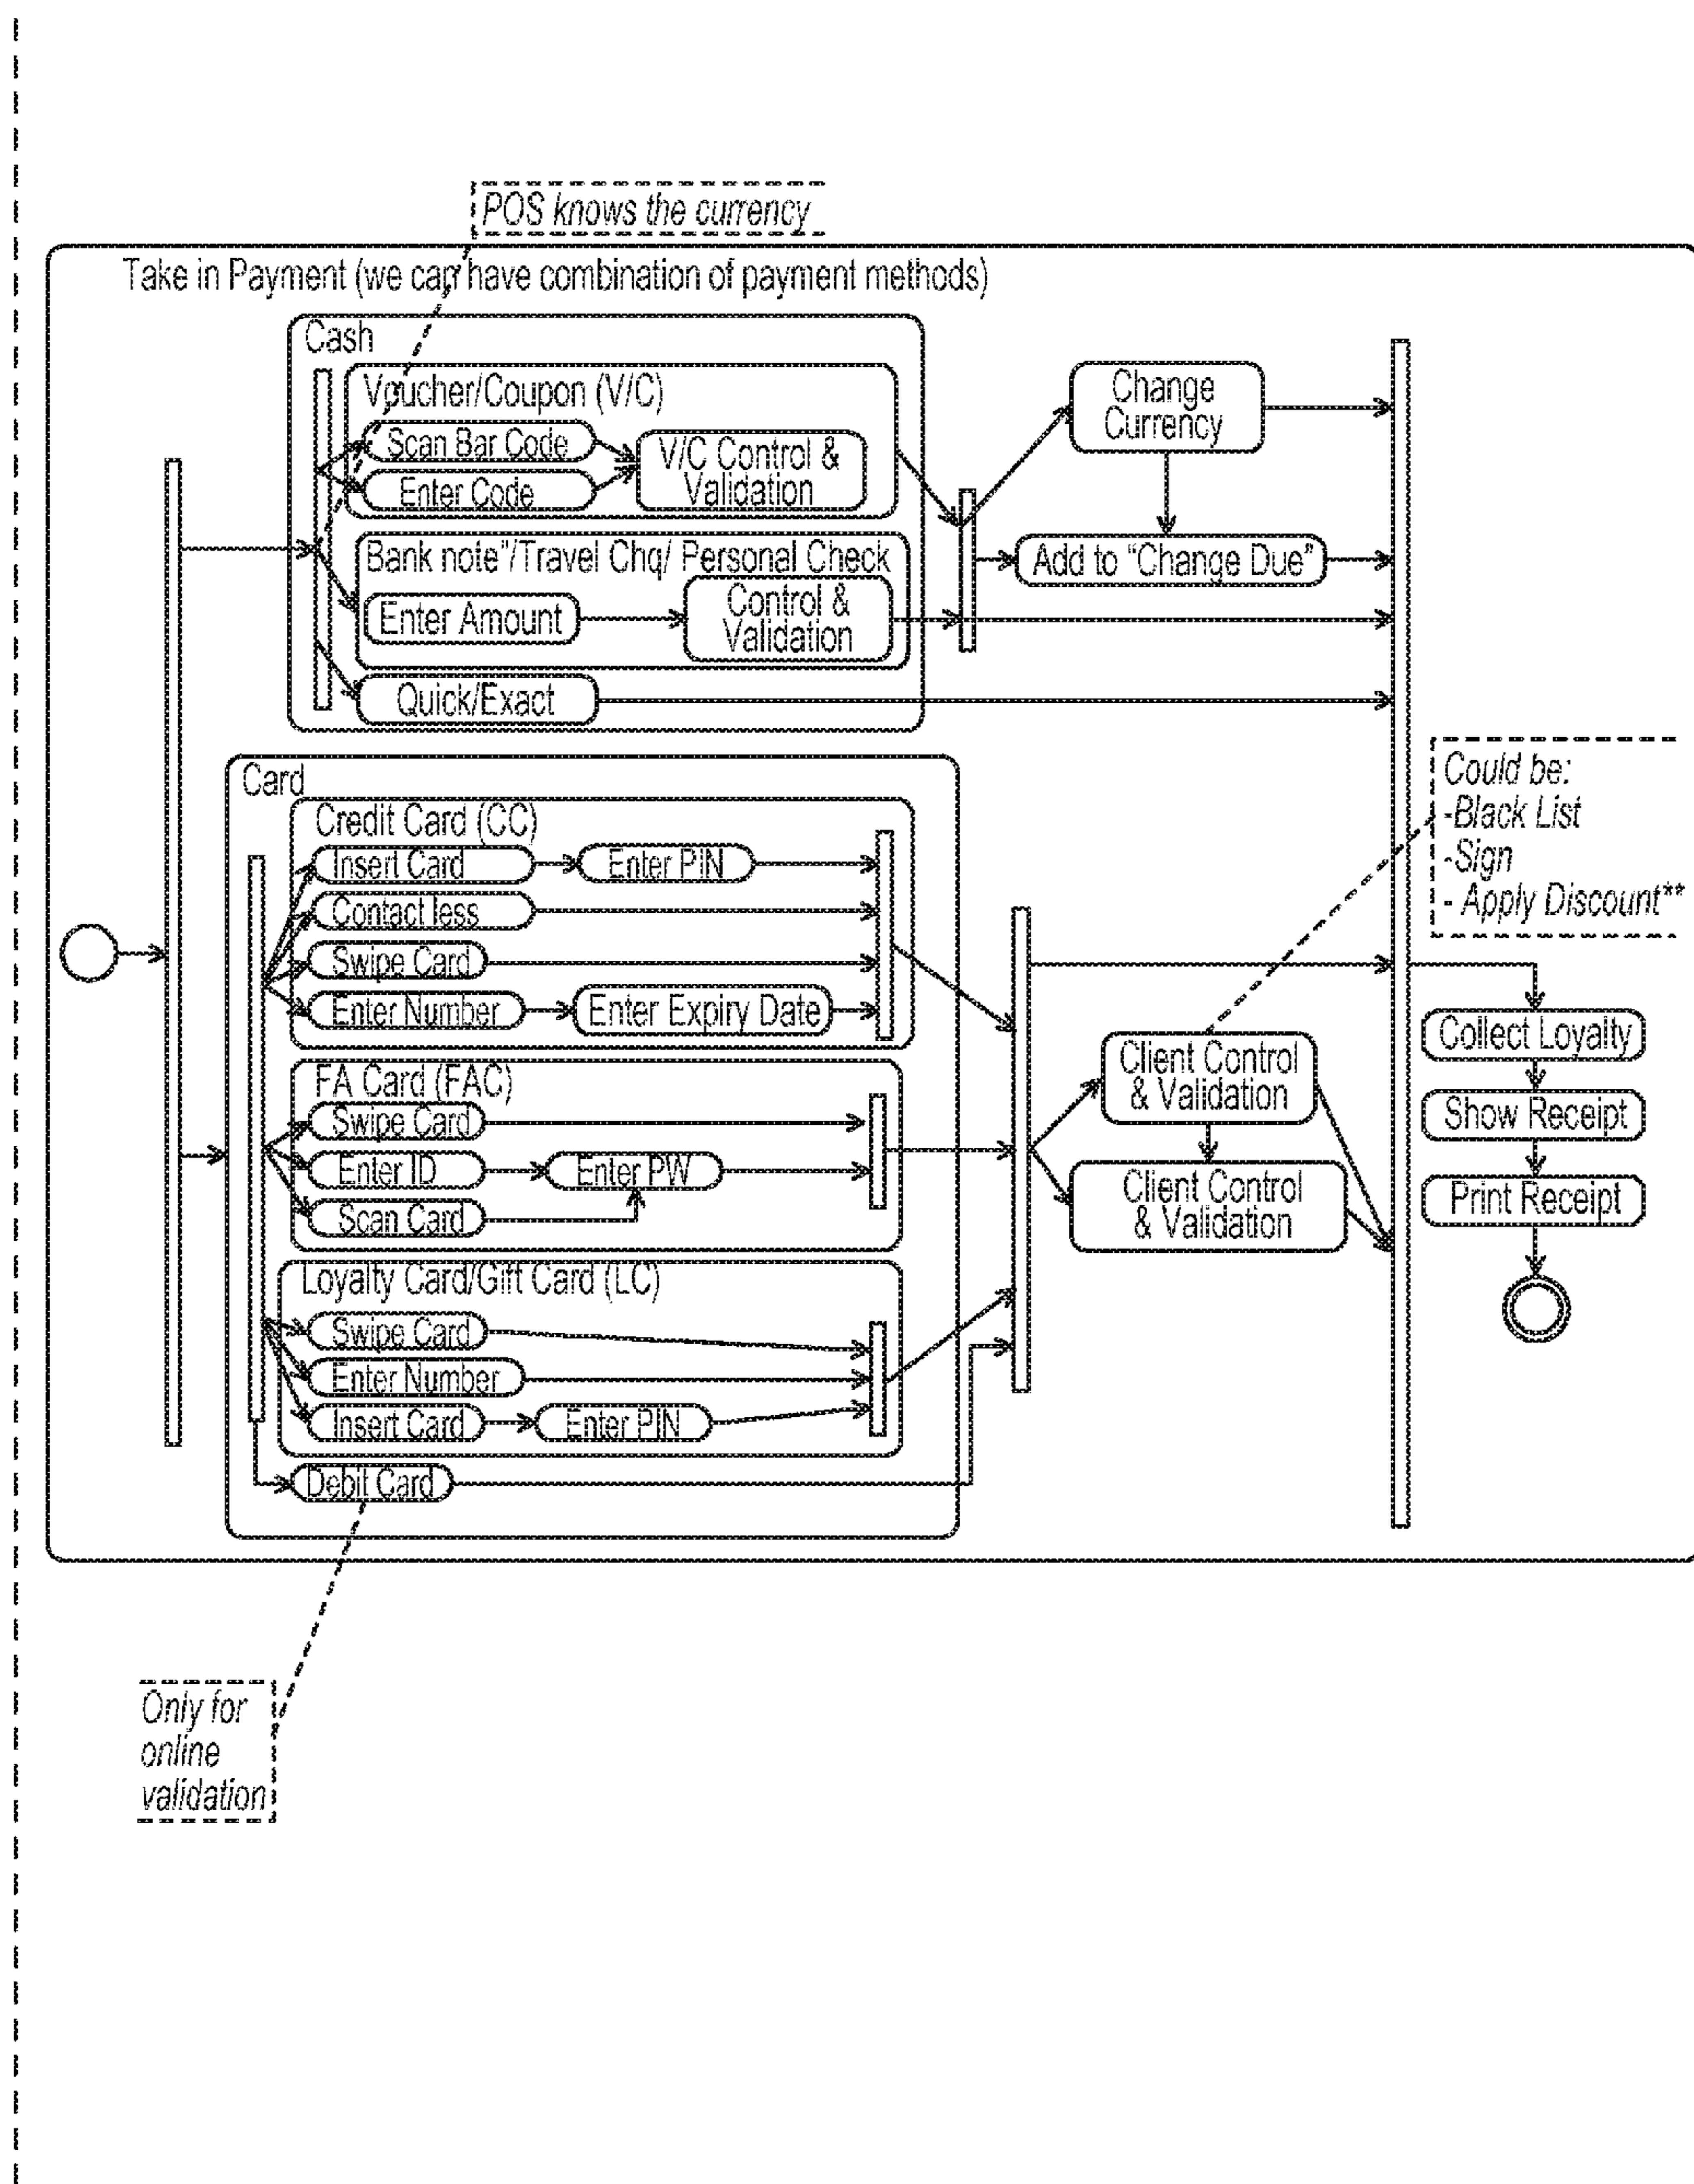 POS knows the currency
Take in Payment (we can have combination of payment methods)
Cash
Voucher/Coupon (V/C)
Scan Bar Code
Enter Code
V/C Control &
Validation
Bank note"/Travel Chq/ Personal Check
Enter Amount
Control &
Validation
Quick/Exact
Change
Currency
Add to "Change Due"
Card
Credit Card (CC)
Insert Card
Enter PIN
Contact less
Swipe Card
Enter Number
Enter Expiry Date
FA Card (FAC)
Swipe Card
Enter ID
Enter PW
Scan Card
Loyalty Card/Gift Card (LC)
Swipe Card
Enter Number
Insert Card
Enter PIN
Debit Card
Client Control
& Validation
Client Control
& Validation
Could be:
-Black List
-Sign
- Apply Discount**
Collect Loyalty
Show Receipt
Print Receipt
Only for
online
validation